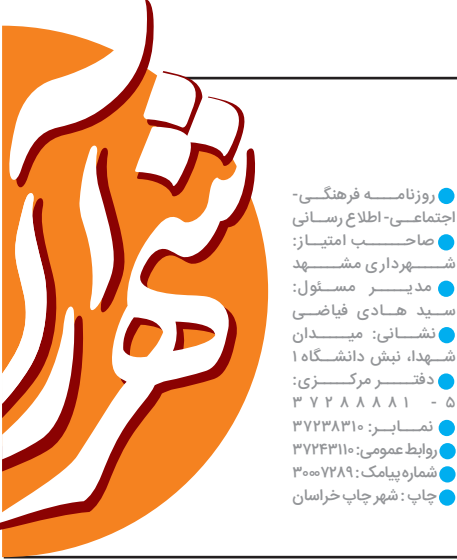 شهرآرا
روزنامه فرهنگی-
اجتماعی- اطلاع رسانی
صاحب امتیاز:
شهرداری مشهد
مدیر مسئول:
سید هادی فیاضی
نشانی: میدان
شهدا، نبش دانشگاه ۱
دفتر مرکزی:
۳۷۲۸۸۸۸۱ - ۵
نمابر: ۳۷۲۳۸۳۱۰
روابط عمومی: ۳۷۲۴۳۱۱۰
شماره پیامک: ۳۰۰۰۷۲۸۹
چاپ: شهر چاپ خراسان